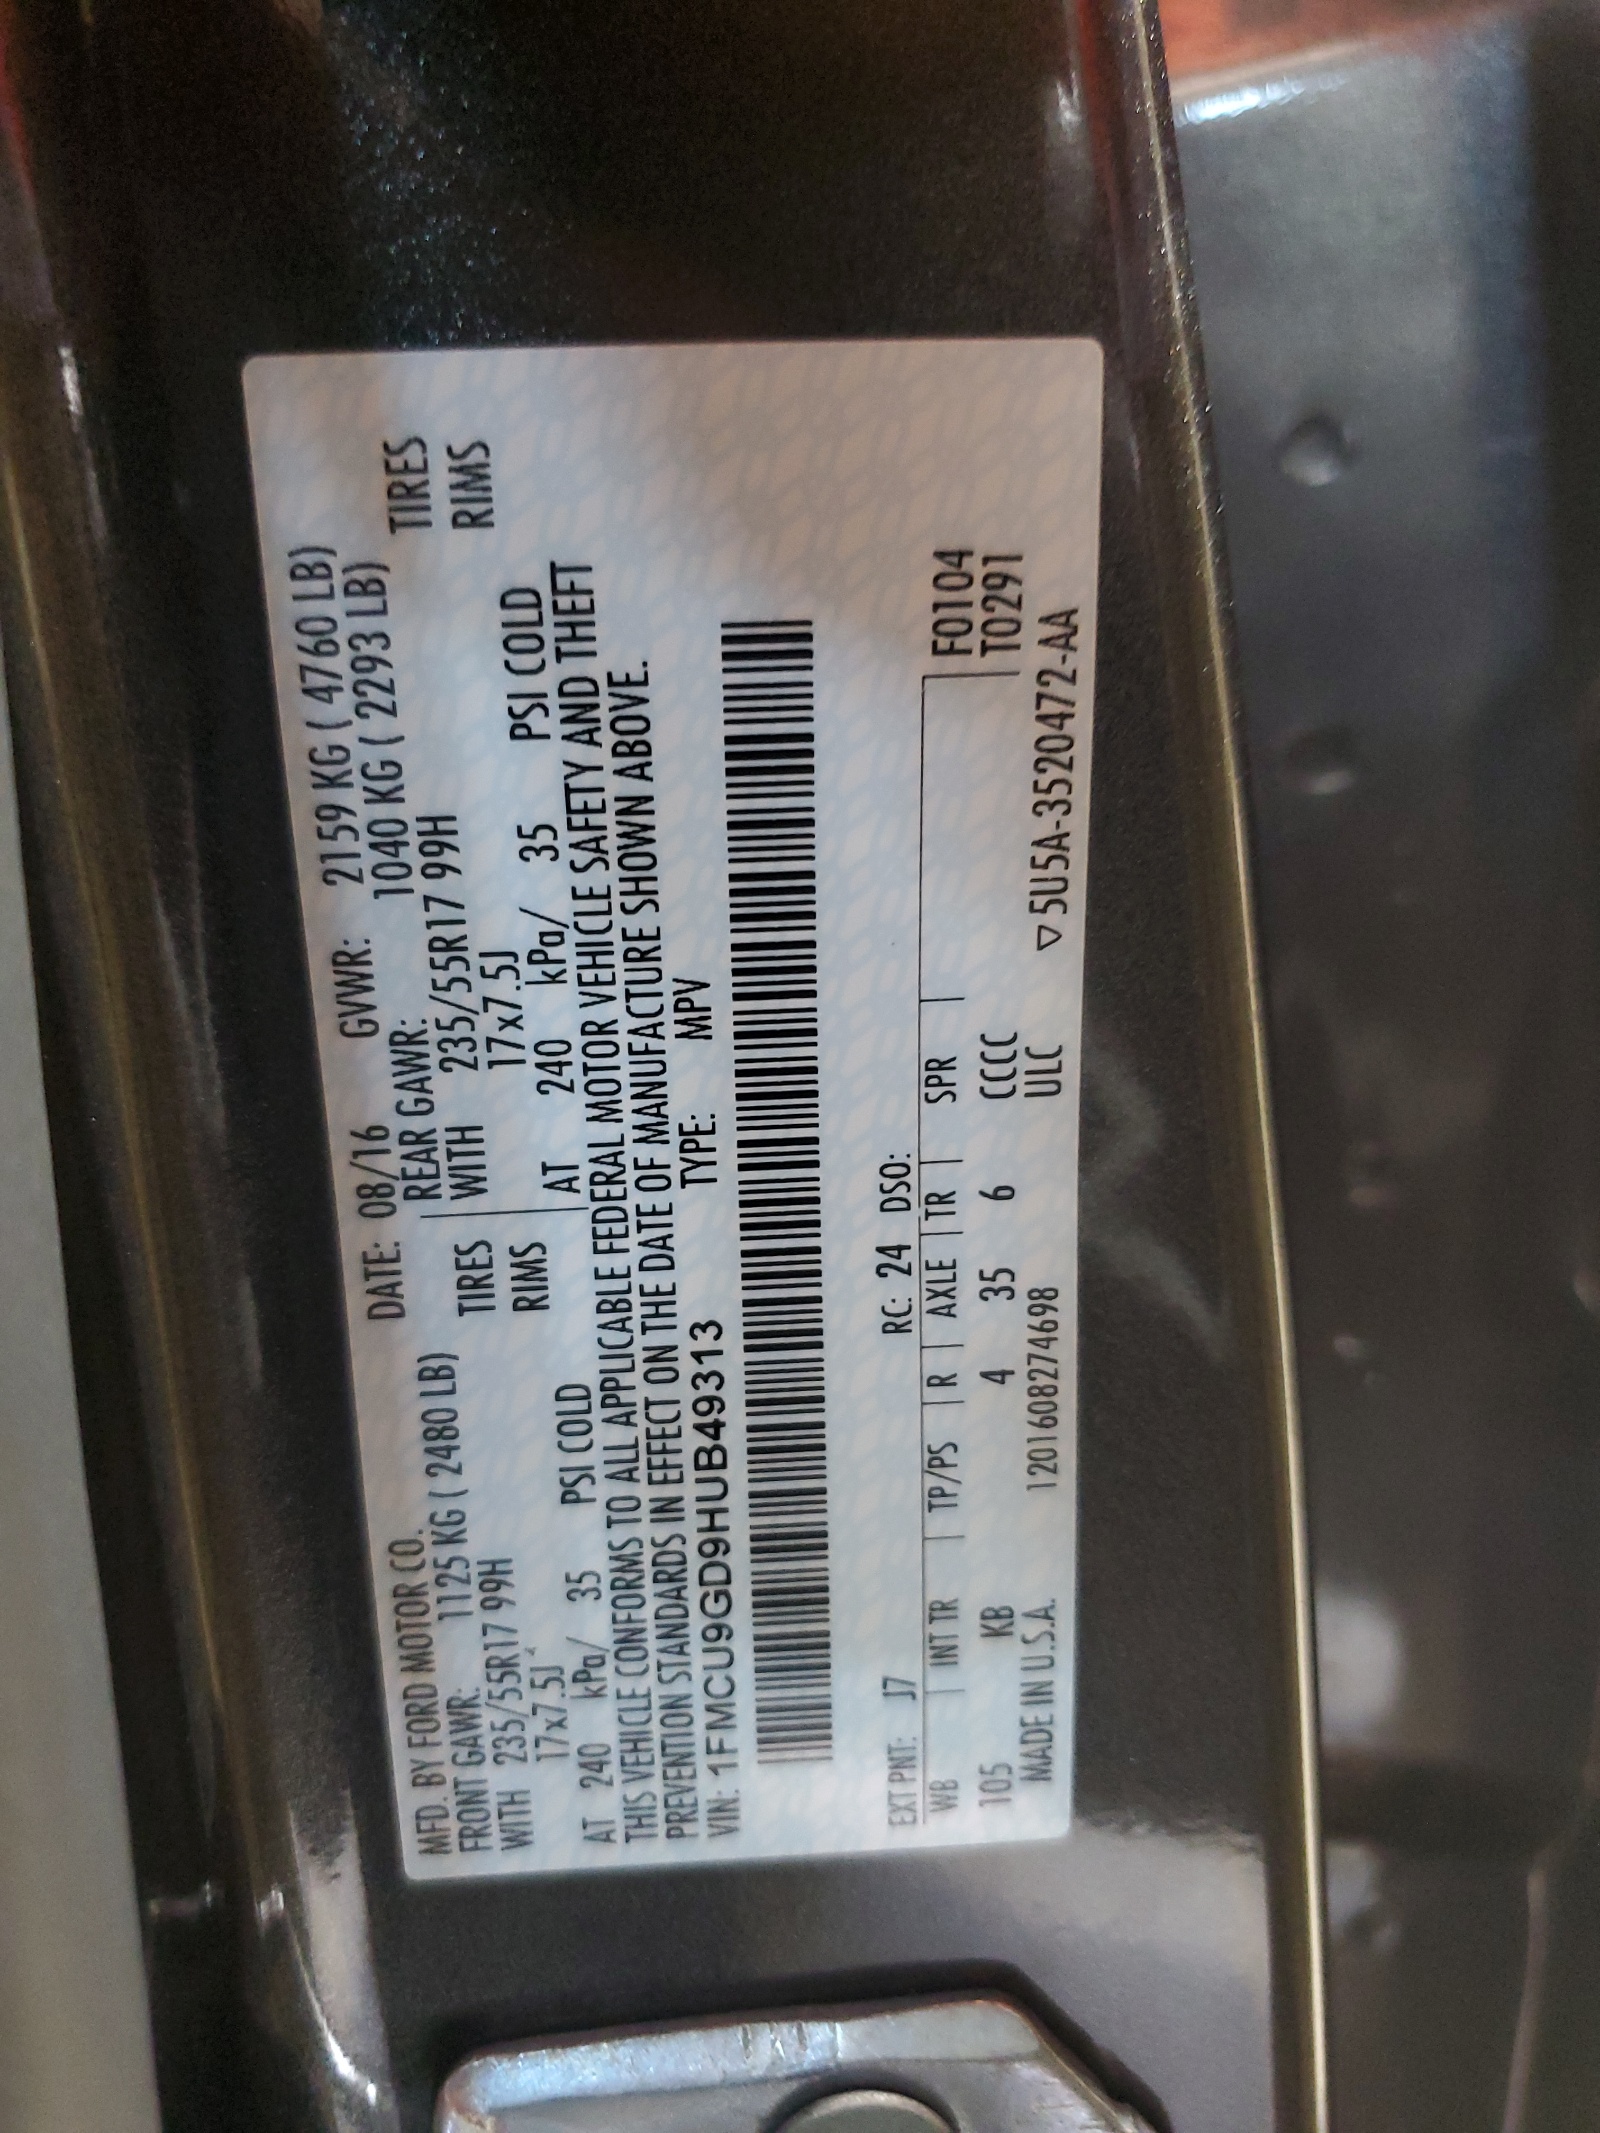 MFD. BY FORD MOTOR CO. DATE: 08/16 GVWR: 2159 KG ( 4760 LB)
FRONT GAWR: 1125 KG ( 2480 LB) REAR GAWR: 1040 KG ( 2293 LB)
WITH 235/55R17 99H TIRES WITH 235/55R17 99H TIRES
17x7.5J RIMS 17x7.5J RIMS
AT 240 kPa/ 35 PSI COLD AT 240 kPa/ 35 PSI COLD
THIS VEHICLE CONFORMS TO ALL APPLICABLE FEDERAL MOTOR VEHICLE SAFETY AND THEFT
PREVENTION STANDARDS IN EFFECT ON THE DATE OF MANUFACTURE SHOWN ABOVE.
VIN: 1FMCU9GD9HUB49313 TYPE: MPV
EXT PNT: J7 RC: 24 DSO:
WB | INT TR | TP/PS | R | AXLE | TR | SPR | F0104
105 KB 4 35 6 CCCC T0291
MADE IN U.S.A. 12016082746​98 ULC ▽5U5A-3520472-AA